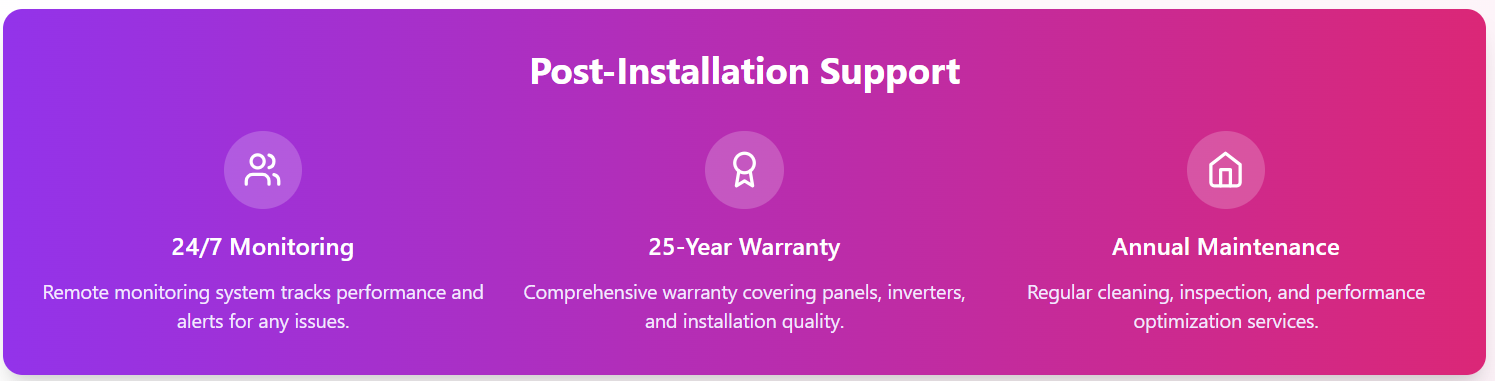 Post-Installation Support
24/7 Monitoring
Remote monitoring system tracks performance and
alerts for any issues.
25-Year Warranty
Comprehensive warranty covering panels, inverters,
and installation quality.
Annual Maintenance
Regular cleaning, inspection, and performance
optimization services.